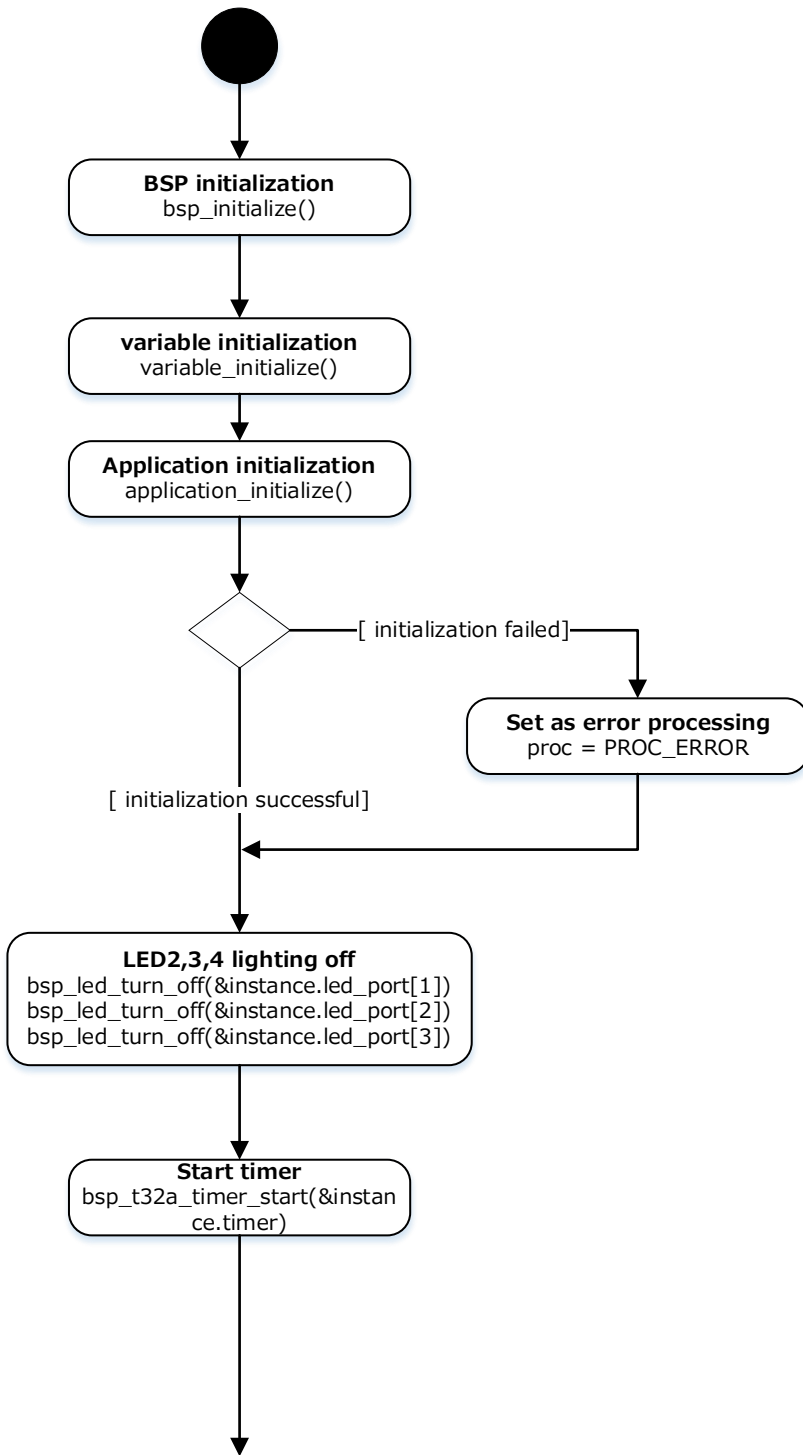 BSP initialization
bsp_initialize()
variable initialization
variable_initialize()
Application initialization
application_initialize()
[ initialization failed]
Set as error processing
proc = PROC_ERROR
[ initialization successful]
LED2,3,4 lighting off
bsp_led_turn_off(&instance.led_port[1])
bsp_led_turn_off(&instance.led_port[2])
bsp_led_turn_off(&instance.led_port[3])
Start timer
bsp_t32a_timer_start(&instan
ce.timer)